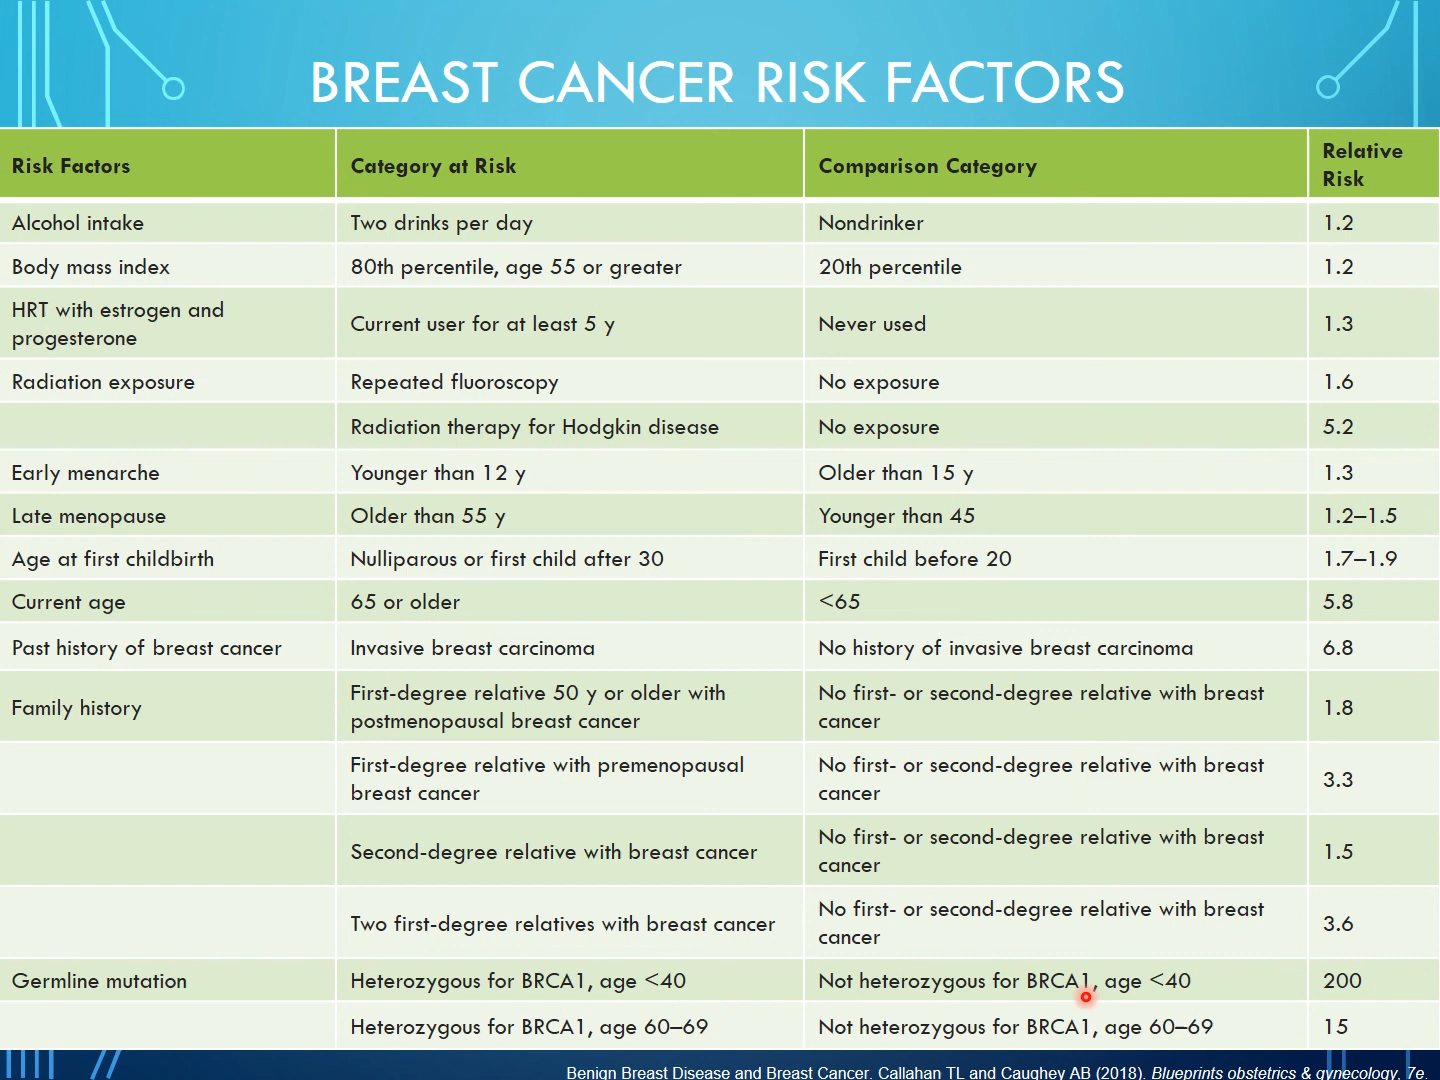 BREAST CANCER RISK FACTORS
Risk Factors Category at Risk Comparison Category Relative Risk
Alcohol intake Two drinks per day Nondrinker 1.2
Body mass index 80th percentile, age 55 or greater 20th percentile 1.2
HRT with estrogen and progesterone Current user for at least 5 y Never used 1.3
Radiation exposure Repeated fluoroscopy No exposure 1.6
Radiation therapy for Hodgkin disease No exposure 5.2
Early menarche Younger than 12 y Older than 15 y 1.3
Late menopause Older than 55 y Younger than 45 1.2–1.5
Age at first childbirth Nulliparous or first child after 30 First child before 20 1.7–1.9
Current age 65 or older <65 5.8
Past history of breast cancer Invasive breast carcinoma No history of invasive breast carcinoma 6.8
Family history First-degree relative 50 y or older with postmenopausal breast cancer No first- or second-degree relative with breast cancer 1.8
First-degree relative with premenopausal breast cancer No first- or second-degree relative with breast cancer 3.3
Second-degree relative with breast cancer No first- or second-degree relative with breast cancer 1.5
Two first-degree relatives with breast cancer No first- or second-degree relative with breast cancer 3.6
Germline mutation Heterozygous for BRCA1, age <40 Not heterozygous for BRCA1, age <40 200
Heterozygous for BRCA1, age 60–69 Not heterozygous for BRCA1, age 60–69 15
Benign Breast Disease and Breast Cancer. Callahan TL and Caughey AB (2018). Blueprints obstetrics & gynecology, 7e.